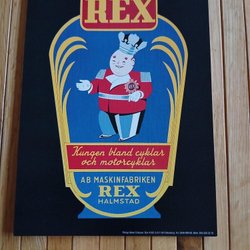 REX
Kungen bland cyklar
och motorcyklar
AB MASKINFABRIKEN
REX
HALMSTAD